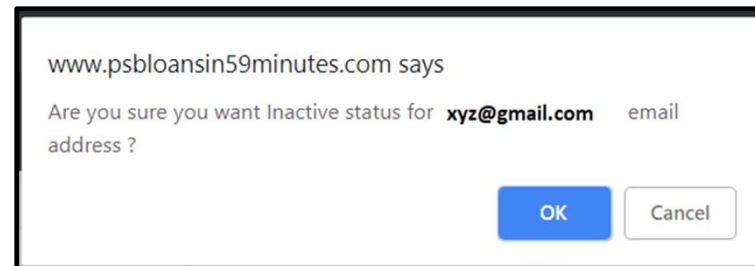 www.psbloansin59minutes.com says
Are you sure you want Inactive status for xyz@gmail.com email
address ?
OK Cancel